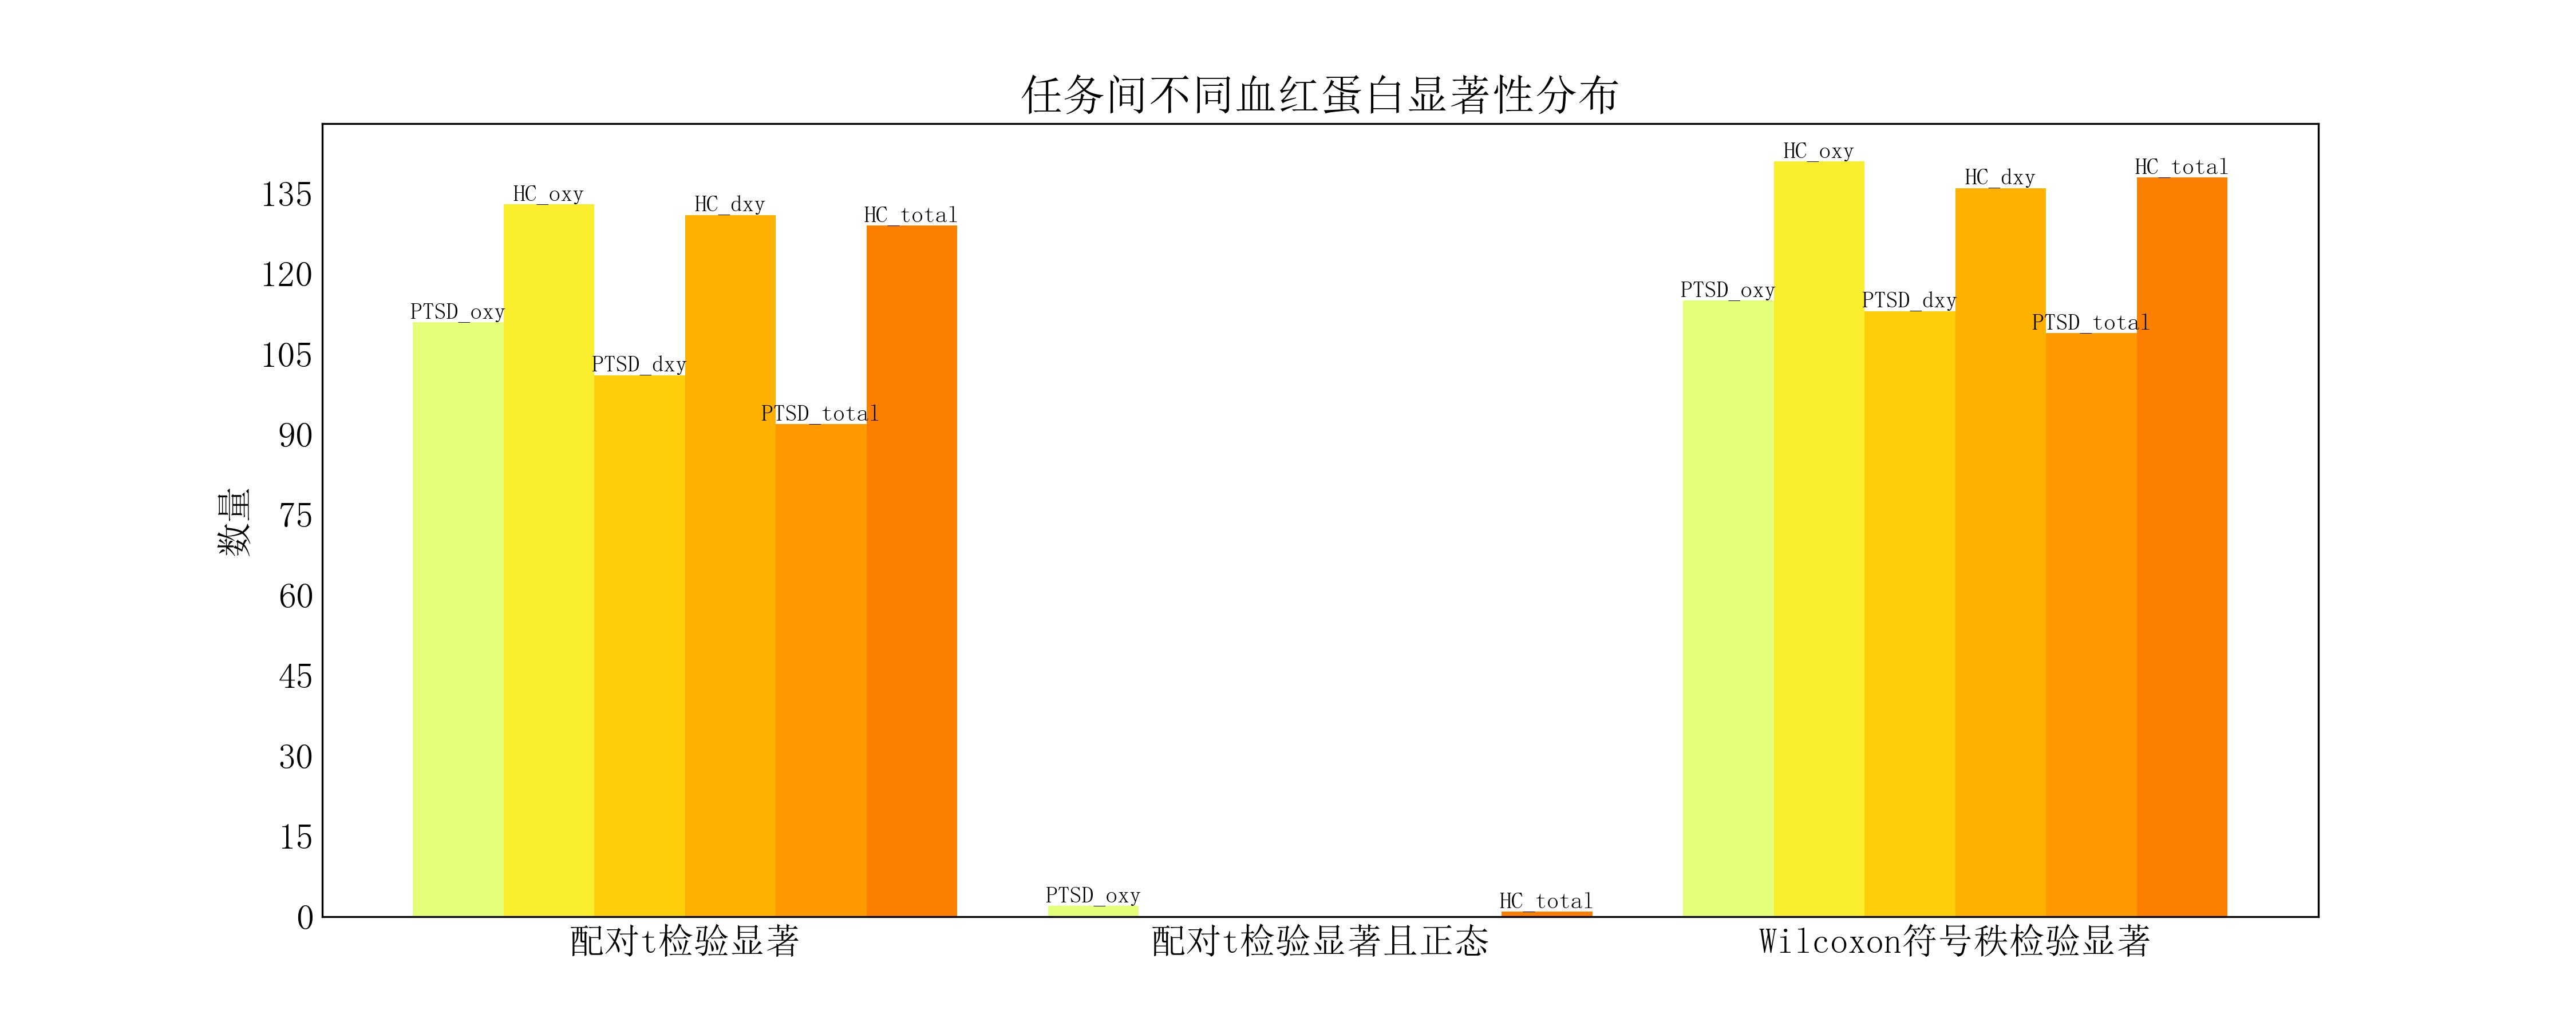 任务间不同血红蛋白显著性分布
数量
135
120
105
90
75
60
45
30
15
0
PTSD_oxy
HC_oxy
PTSD_dxy
HC_dxy
PTSD_total
HC_total
PTSD_oxy
HC_total
PTSD_oxy
HC_oxy
PTSD_dxy
HC_dxy
PTSD_total
HC_total
配对t检验显著
配对t检验显著且正态
Wilcoxon符号秩检验显著